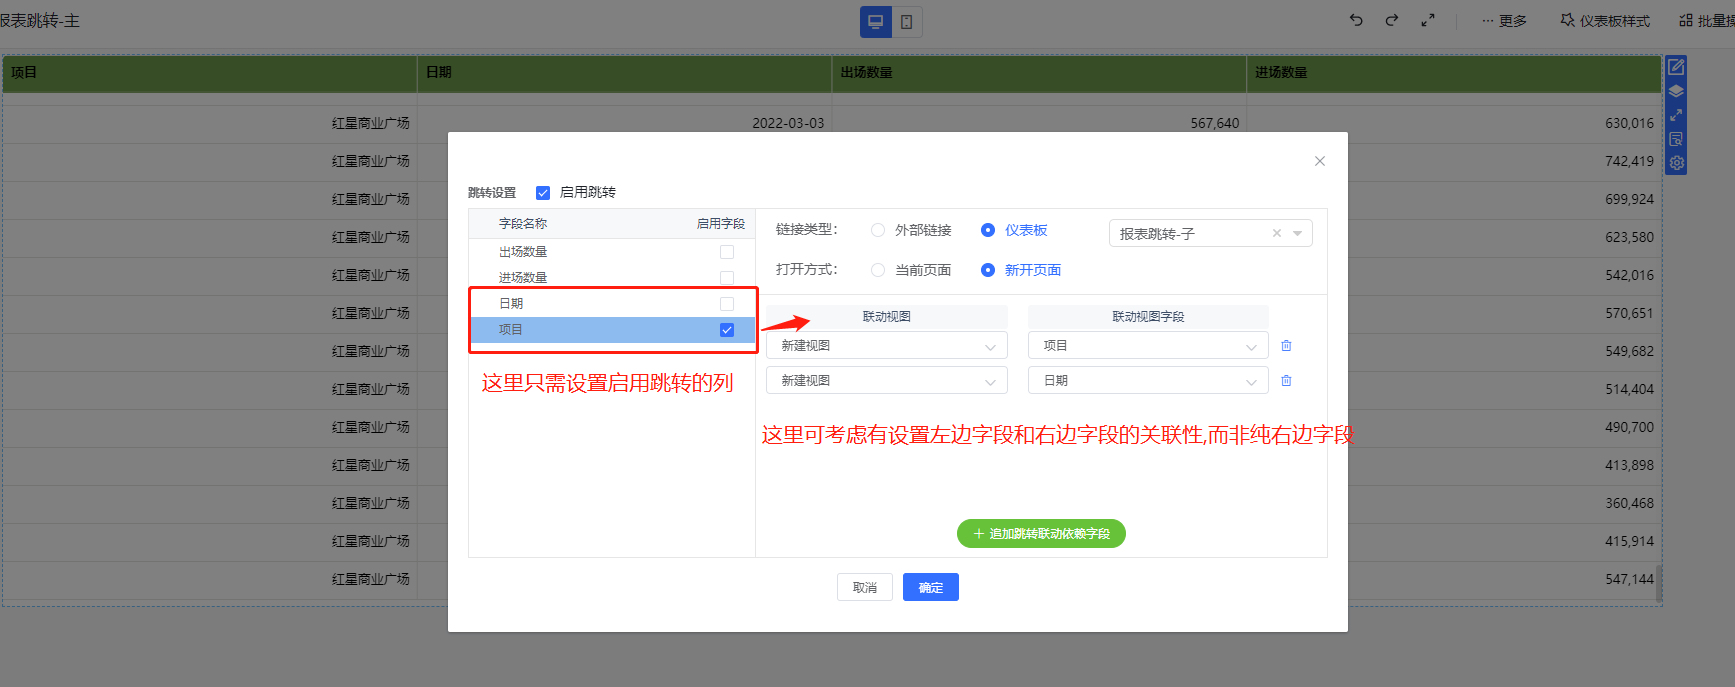 报表跳转-主
··· 更多
仪表板样式
批量操
项目 日期 出场数量 进场数量
红星商业广场 2022-03-03 567,640 630,016
红星商业广场 742,419
红星商业广场 699,924
红星商业广场 623,580
红星商业广场 542,016
红星商业广场 570,651
红星商业广场 549,682
红星商业广场 514,404
红星商业广场 490,700
红星商业广场 413,898
红星商业广场 360,468
红星商业广场 415,914
红星商业广场 547,144
跳转设置 启用跳转
字段名称 启用字段
出场数量
进场数量
日期
项目
这里只需设置启用跳转的列
链接类型: 外部链接 仪表板 报表跳转-子
打开方式: 当前页面 新开页面
联动视图 联动视图字段
新建视图 项目
新建视图 日期
这里可考虑有设置左边字段和右边字段的关联性,而非纯右边字段
+ 追加跳转联动依赖字段
取消 确定